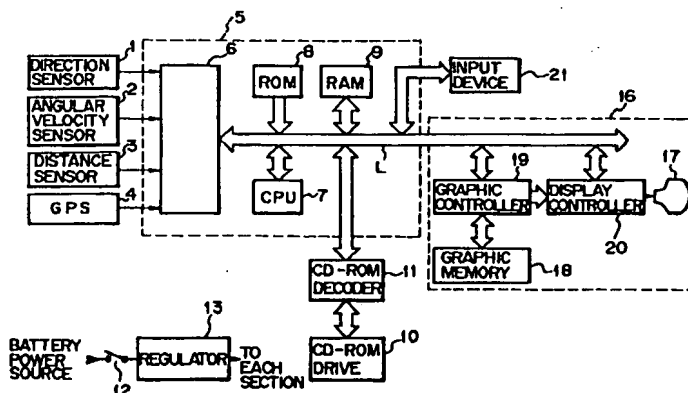 1
DIRECTION
SENSOR
2
ANGULAR
VELOCITY
SENSOR
3
DISTANCE
SENSOR
4
GPS
5
6
8
ROM
9
RAM
INPUT
DEVICE
21
L
CPU
7
16
17
19
GRAPHIC
CONTROLLER
DISPLAY
CONTROLLER
20
GRAPHIC
MEMORY
18
CD-ROM
DECODER
11
CD-ROM
DRIVE
10
BATTERY
POWER
SOURCE
12
13
REGULATOR
TO
EACH
SECTION